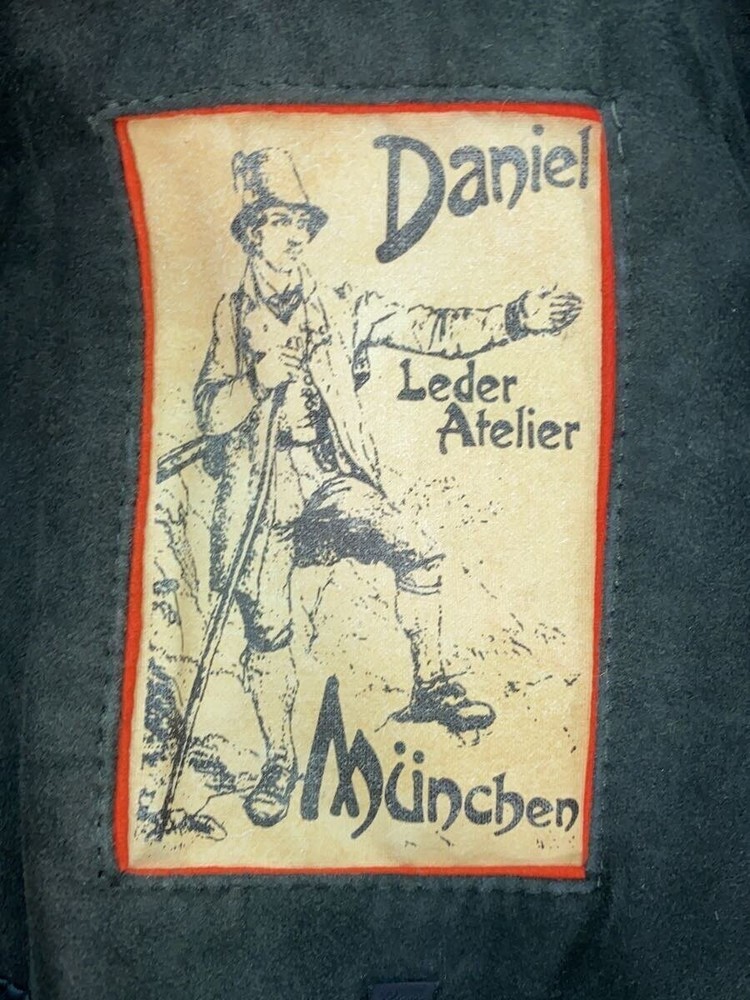 Daniel
Leder
Atelier
München